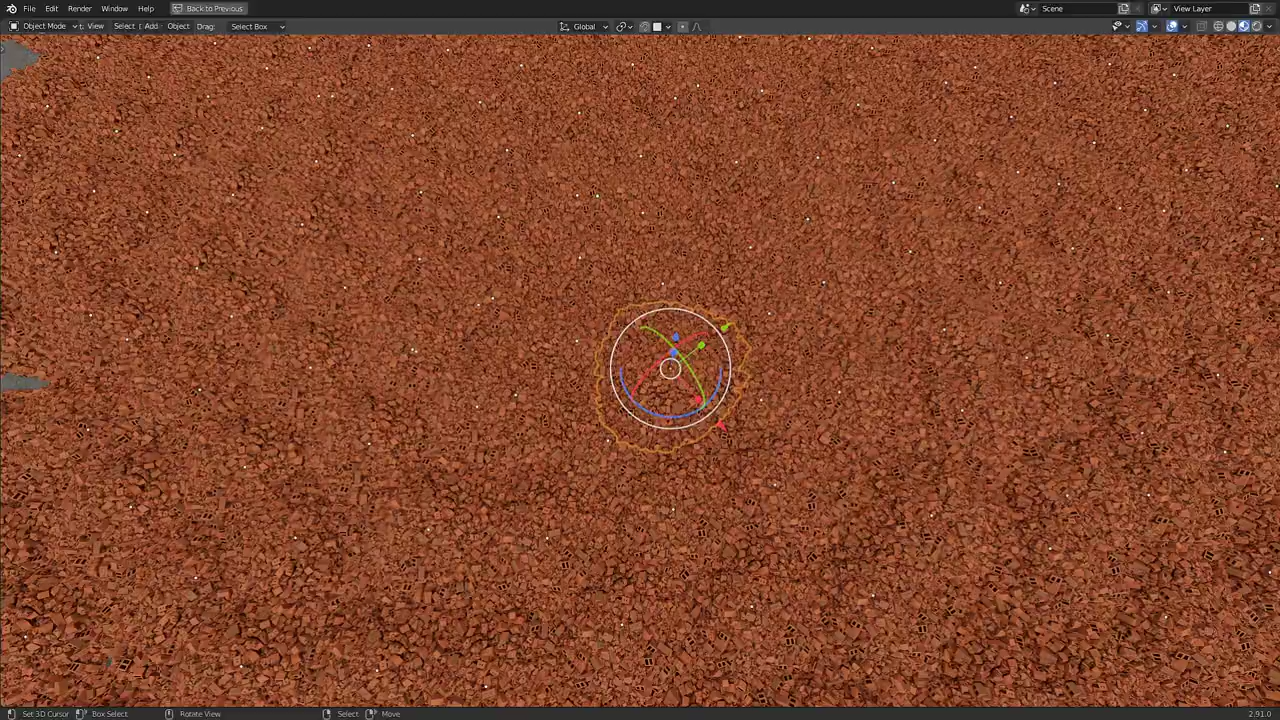 File Edit Render Window Help Back to Previous Scene View Layer
Object Mode View Select Add Object Drag: Select Box Global
Set 3D Cursor Box Select Rotate View Select Move 2.91.0